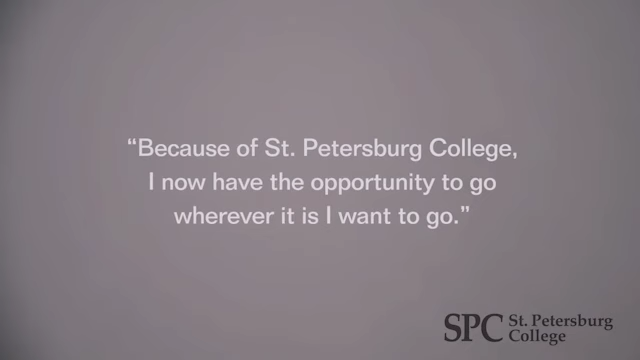 “Because of St. Petersburg College,
I now have the opportunity to go
wherever it is I want to go.”
SPC St. Petersburg
College